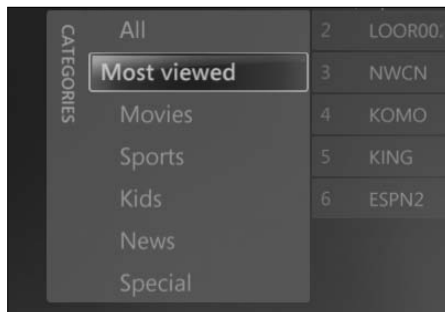 CATEGORIES
All
Most viewed
Movies
Sports
Kids
News
Special
2 LOOR00.
3 NWCN
4 KOMO
5 KING
6 ESPN2